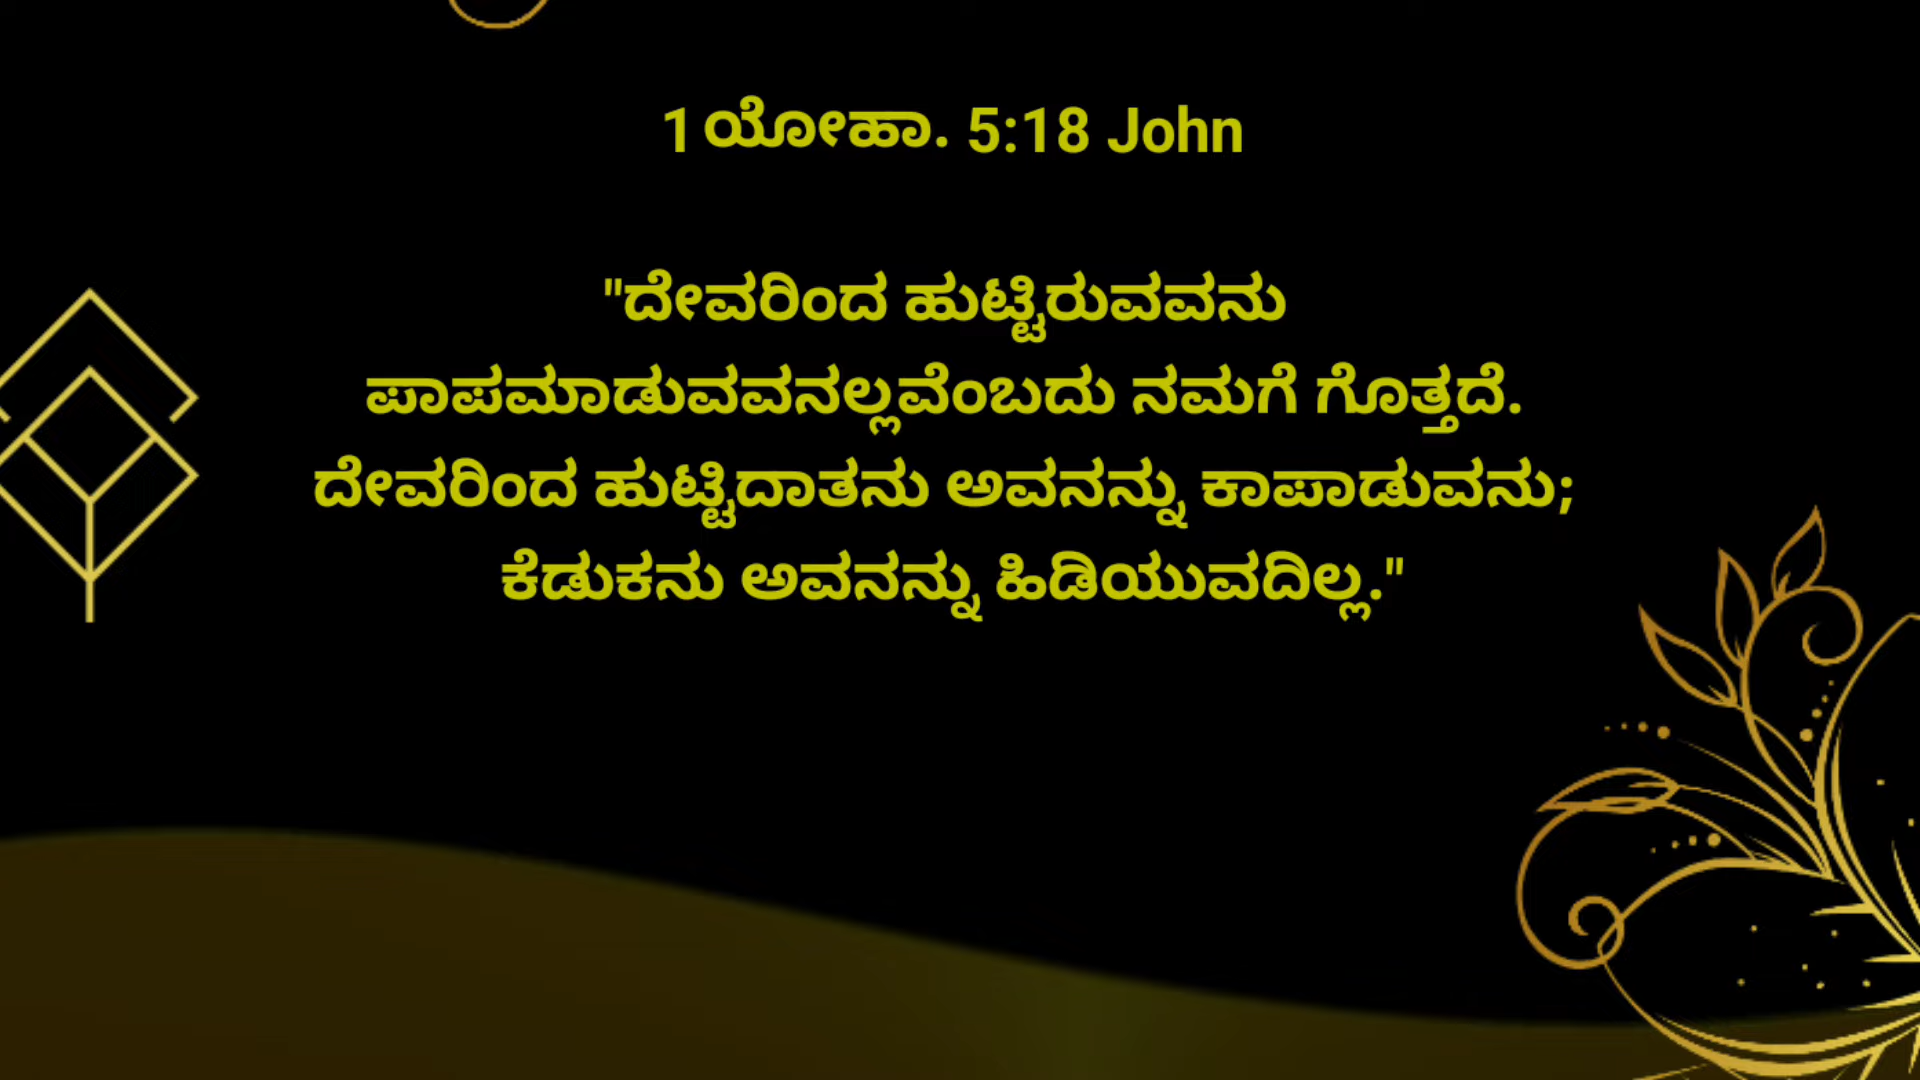 1 ಯೋಹಾ. 5:18 John
"ದೇವರಿಂದ ಹುಟ್ಟಿರುವವನು
ಪಾಪಮಾಡುವವನಲ್ಲವೆಂಬದು ನಮಗೆ ಗೊತ್ತದೆ.
ದೇವರಿಂದ ಹುಟ್ಟಿದಾತನು ಅವನನ್ನು ಕಾಪಾಡುವನು;
ಕೆಡುಕನು ಅವನನ್ನು ಹಿಡಿಯುವದಿಲ್ಲ."